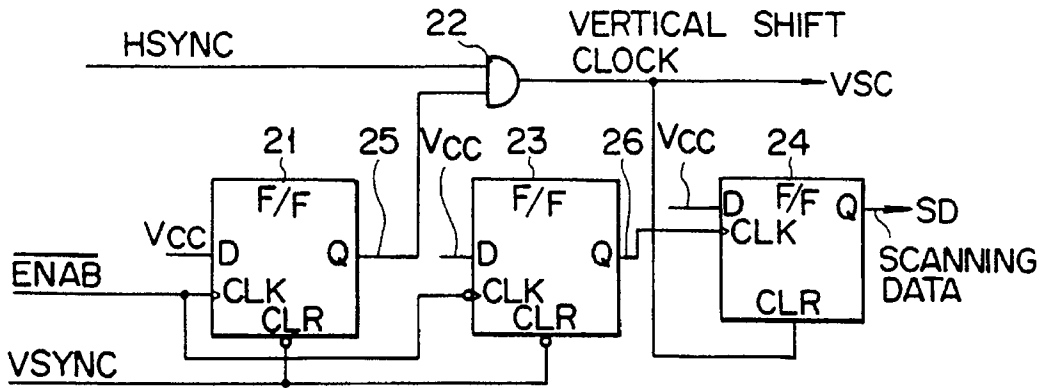 22
VERTICAL SHIFT
HSYNC
CLOCK
VSC
21
25
VCC
23
26
VCC
24
F/F
F/F
F/F
D
Q
SD
VCC
D
Q
D
Q
CLK
SCANNING
ENAB
CLK
CLK
DATA
CLR
CLR
CLR
VSYNC